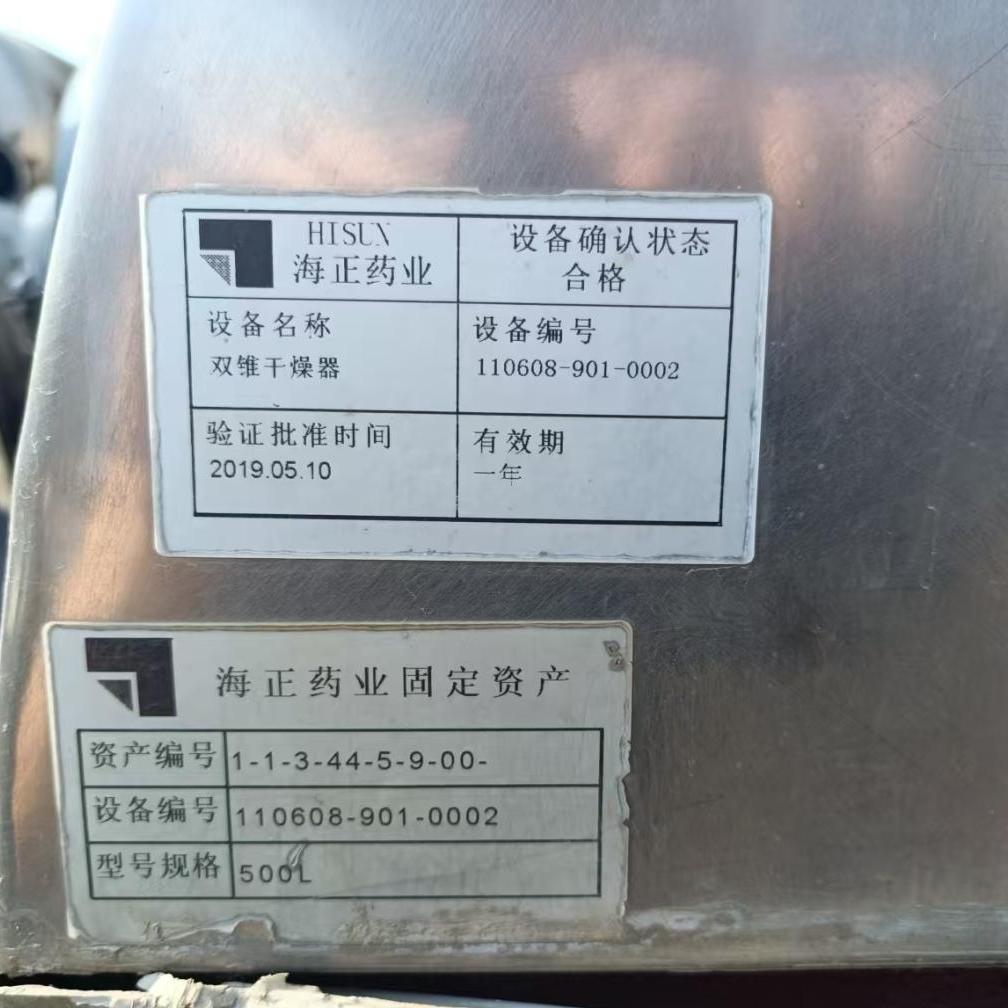 HISUN
海正药业
设备确认状态
合格
设备名称
双锥干燥器
设备编号
110608-901-0002
验证批准时间
2019.05.10
有效期
一年
海正药业固定资产
资产编号 1-1-3-44-5-9-00-
设备编号 110608-901-0002
型号规格 500L